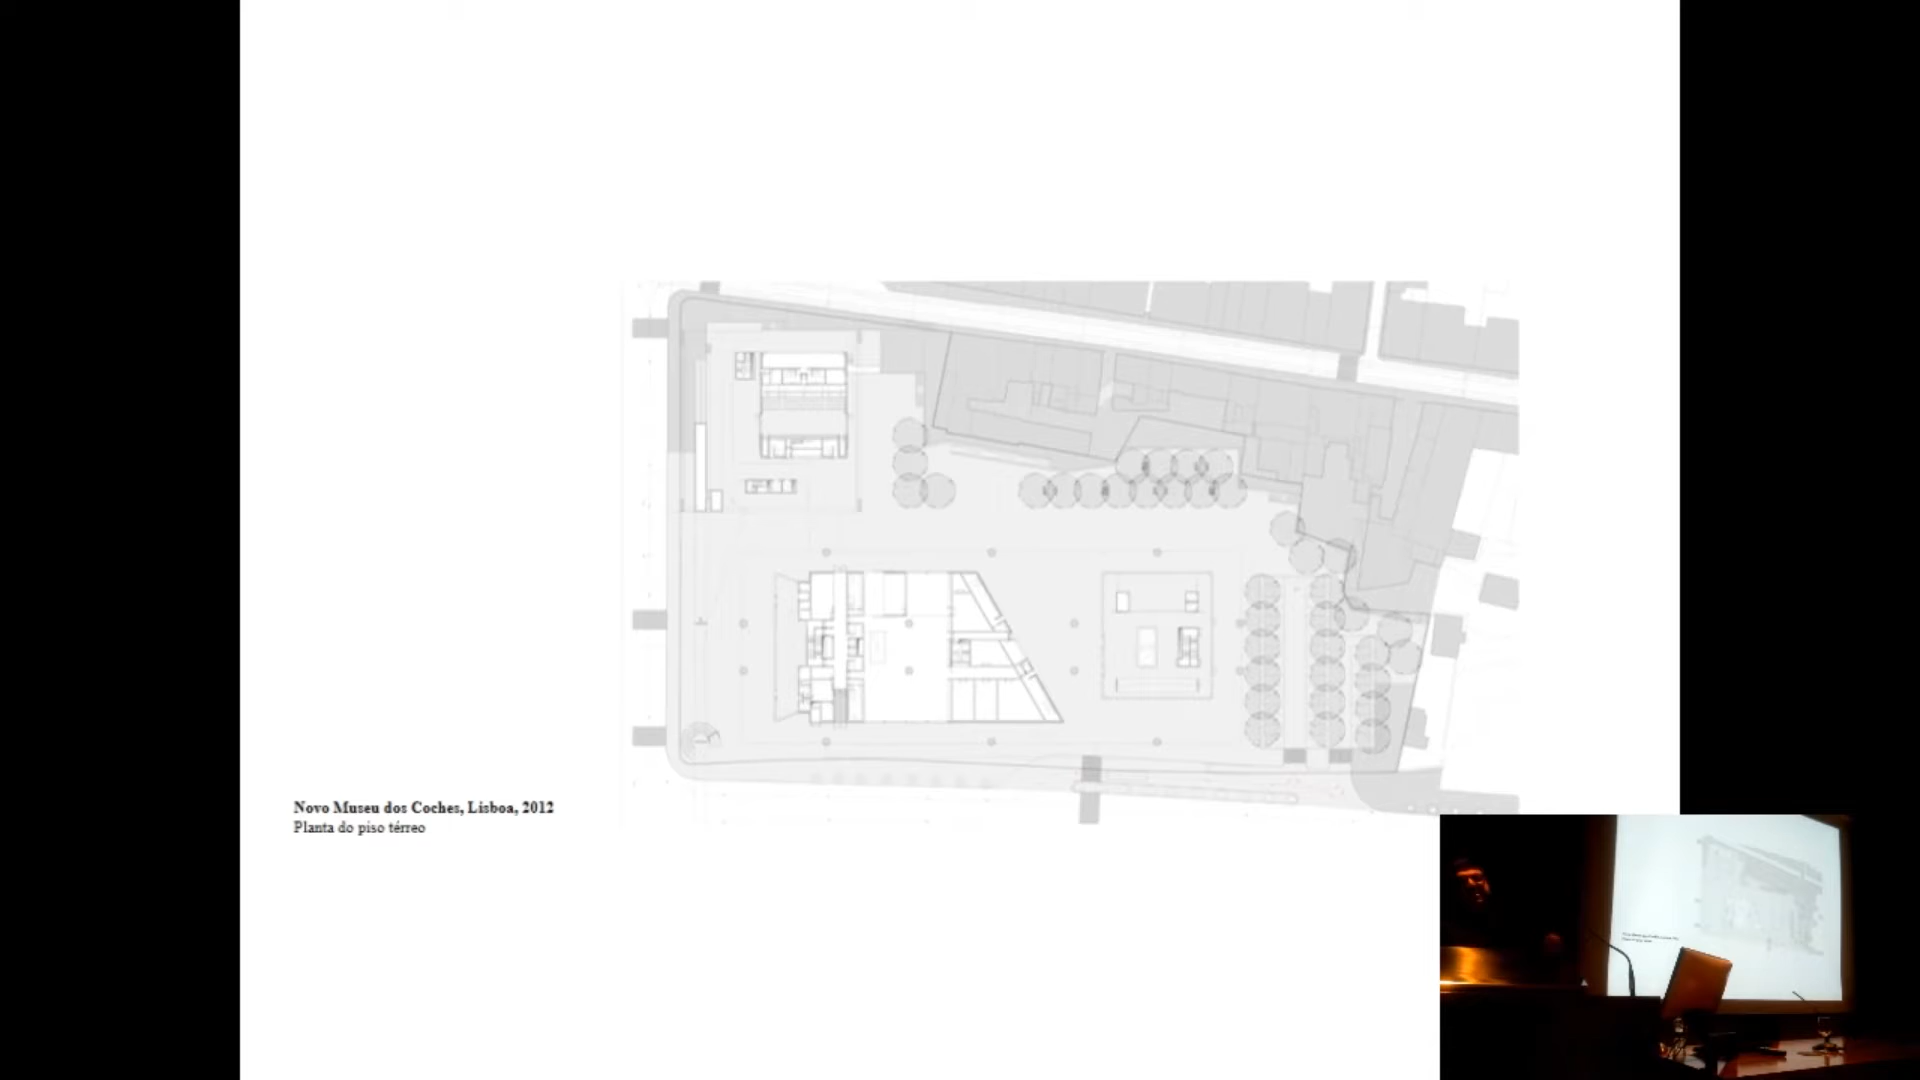 Novo Museu dos Coches, Lisboa, 2012
Planta do piso térreo